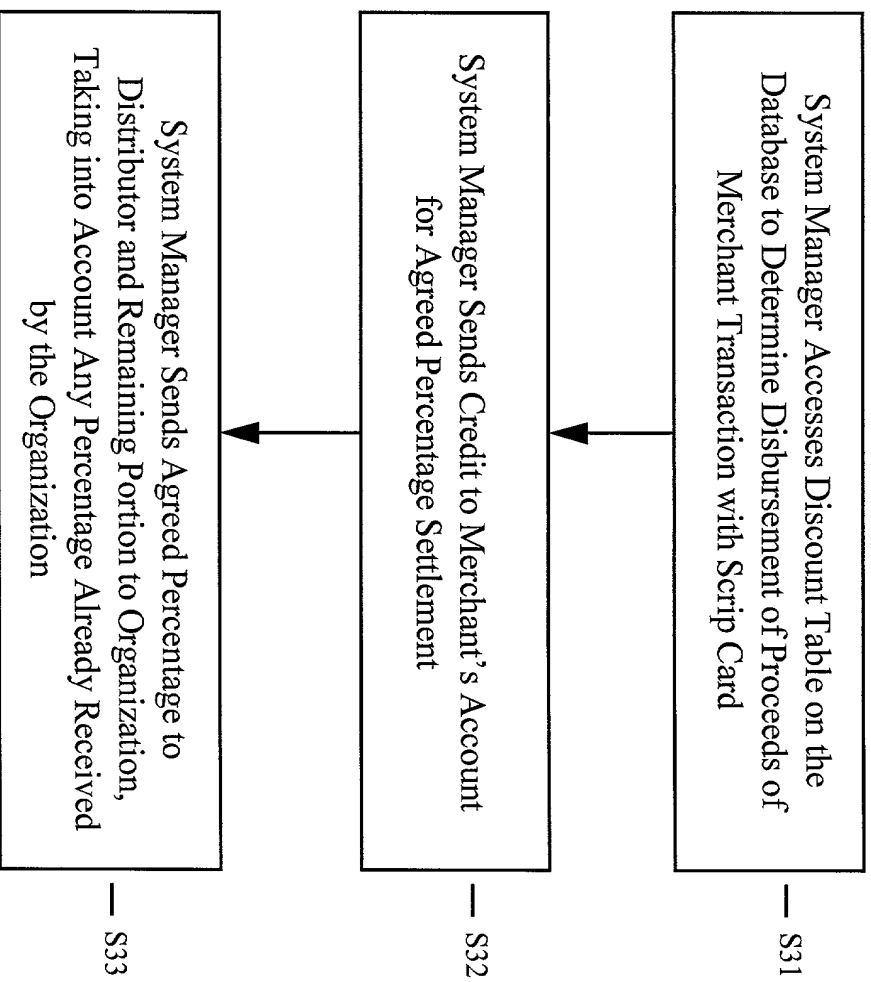 System Manager Accesses Discount Table on the
Database to Determine Disbursement of Proceeds of
Merchant Transaction with Scrip Card
S31
System Manager Sends Credit to Merchant's Account
for Agreed Percentage Settlement
S32
System Manager Sends Agreed Percentage to
Distributor and Remaining Portion to Organization,
Taking into Account Any Percentage Already Received
by the Organization
S33